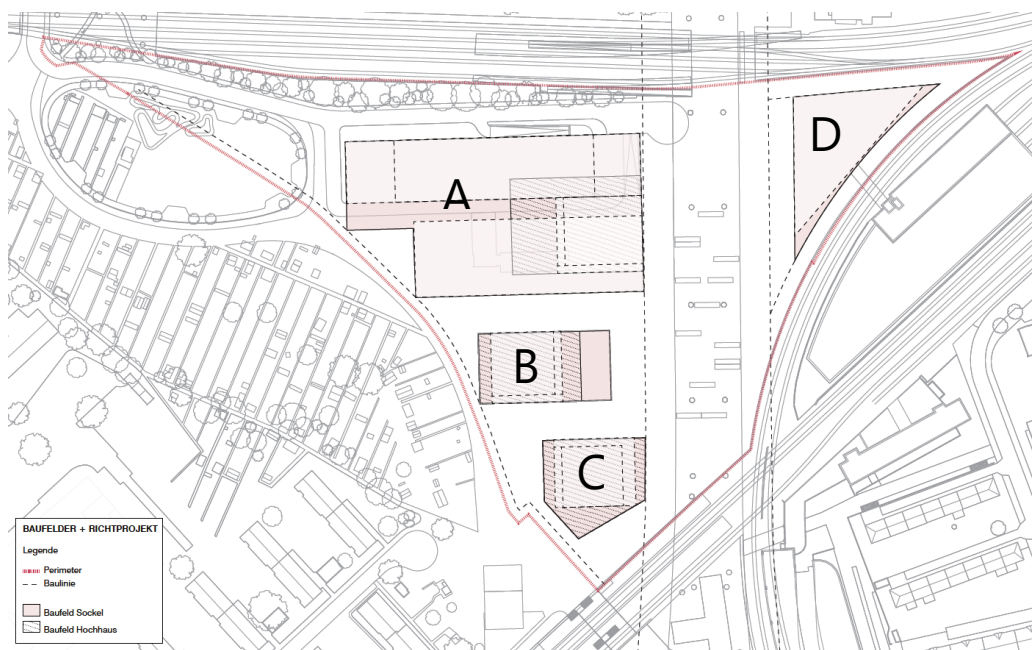 A
D
B
C
BAUFELDER + RICHTPROJEKT
Legende
Perimeter
Baulinie
Baufeld Sockel
Baufeld Hochhaus